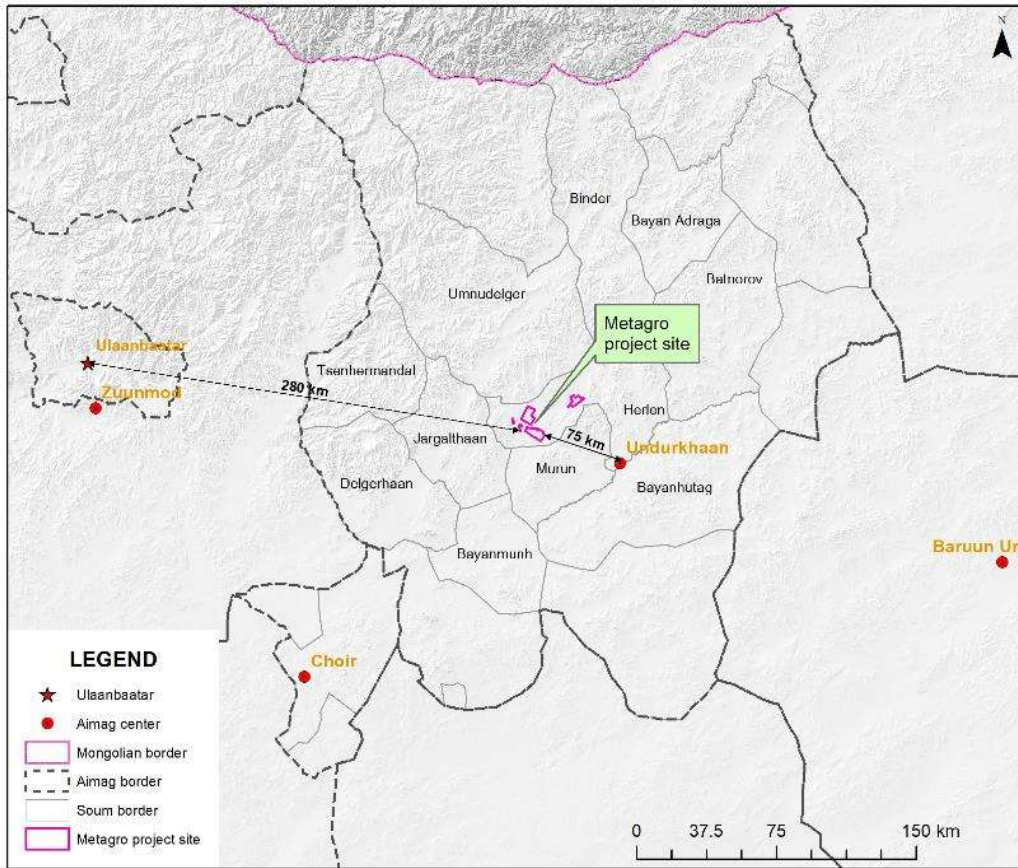 N
Binder
Bayan Adraga
Batnorov
Umnudelger
Metagro
project site
Ulaanbaatar
Zuunmod
Tsenhermandal
280 km
Jargalthaan
Herlen
75 km
Undurkhaan
Delgerhaan
Murun
Bayanhutag
Bayanmunh
Baruun Ur
Choir
LEGEND
Ulaanbaatar
Aimag center
Mongolian border
Aimag border
Soum border
Metagro project site
0 37.5 75 150 km